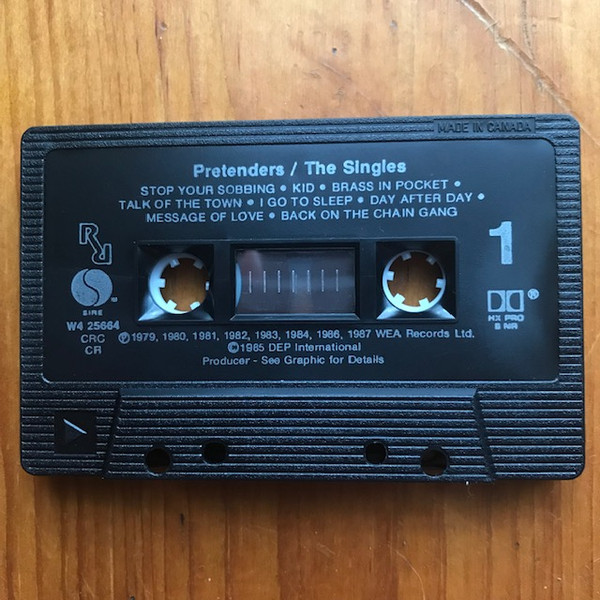 MADE IN CANADA
Pretenders / The Singles
STOP YOUR SOBBING • KID • BRASS IN POCKET •
TALK OF THE TOWN • I GO TO SLEEP • DAY AFTER DAY •
MESSAGE OF LOVE • BACK ON THE CHAIN GANG
1
SIRE
W4 25664
CRC
CR
℗1979, 1980, 1981, 1982, 1983, 1984, 1986, 1987 WEA Records Ltd.
℗1985 DEP International
Producer - See Graphic for Details
HX PRO
B NR